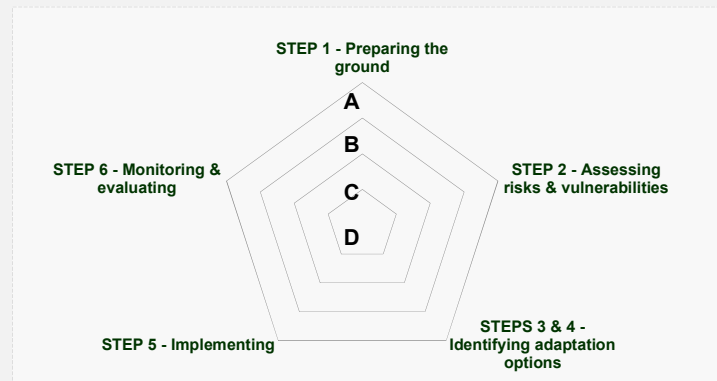 STEP 1 - Preparing the
ground
A
B
STEP 6 - Monitoring &
evaluating
STEP 2 - Assessing
risks & vulnerabilities
C
D
STEP 5 - Implementing
STEPS 3 & 4 -
Identifying adaptation
options